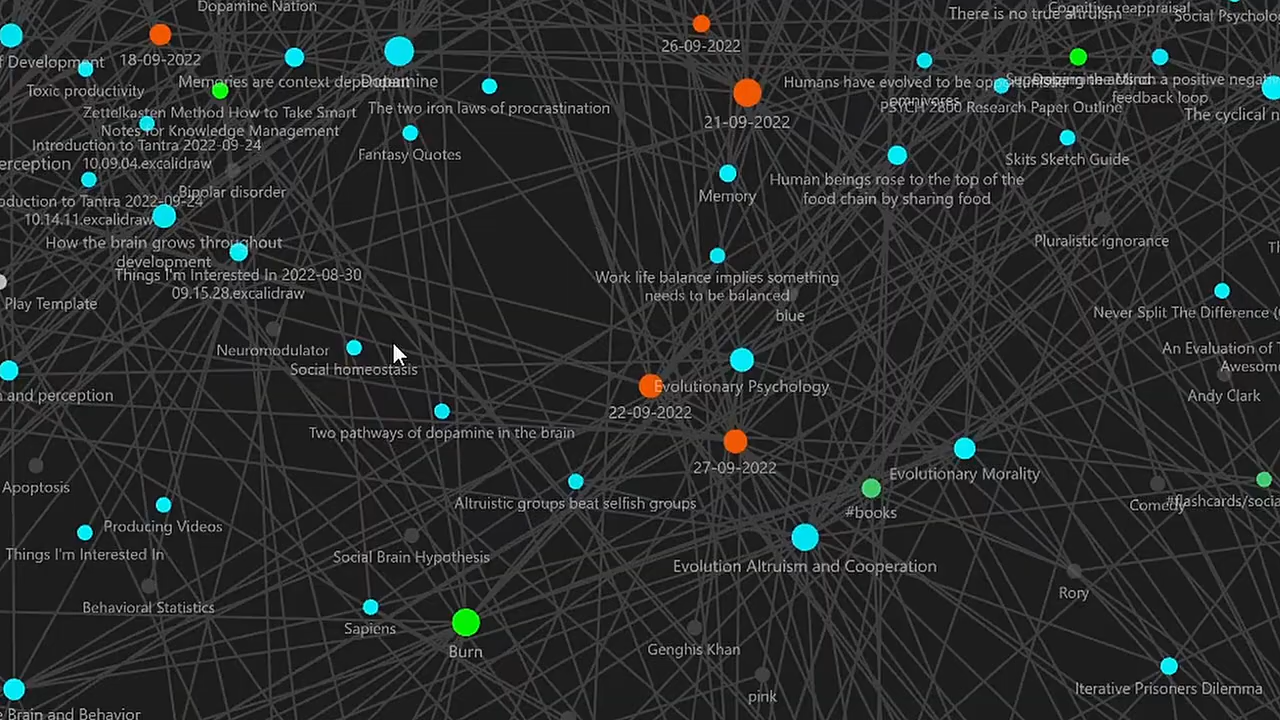 Dopamine Nation
There is no true altruism
Cognitive reappraisal
Social Psycholo
f Development
18-09-2022
26-09-2022
Toxic productivity
Memories are context dependant
Dopamine
The two iron laws of procrastination
21-09-2022
Humans have evolved to be opportunistic
omnivores
PSYCH 2660 Research Paper Outline
a positive negati
feedback loop
The cyclical n
Zettelkasten Method How to Take Smart
Notes for Knowledge Management
Introduction to Tantra 2022-09-24
10.09.04.excalidraw
erception
Fantasy Quotes
Skits Sketch Guide
Bipolar disorder
Memory
Human beings rose to the top of the
food chain by sharing food
oduction to Tantra 2022-09-24
10.14.11.excalidraw
How the brain grows throughout
development
Pluralistic ignorance
Things I'm Interested In 2022-08-30
09.15.28.excalidraw
Work life balance implies something
needs to be balanced
blue
Play Template
Never Split The Difference (
Neuromodulator
Social homeostasis
An Evaluation of T
Awesom
Andy Clark
n and perception
Evolutionary Psychology
22-09-2022
Two pathways of dopamine in the brain
27-09-2022
Evolutionary Morality
Apoptosis
Altruistic groups beat selfish groups
#books
Comedy
#flashcards/socia
Producing Videos
Things I'm Interested In
Social Brain Hypothesis
Evolution Altruism and Cooperation
Rory
Behavioral Statistics
Sapiens
Burn
Genghis Khan
pink
Iterative Prisoners Dilemma
e Brain and Behavior